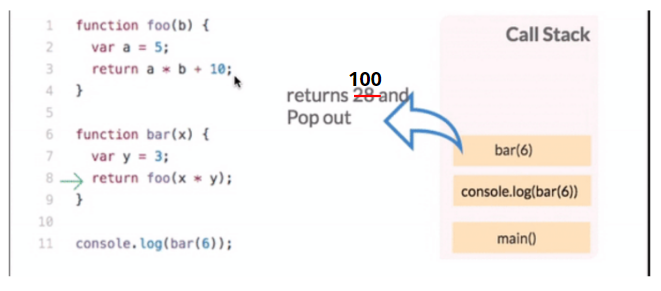 1 function foo(b) {
2 var a = 5;
3 return a * b + 10;
4 }
5
6 function bar(x) {
7 var y = 3;
8 return foo(x * y);
9 }
10
11 console.log(bar(6));
100
returns 28 and
Pop out
Call Stack
bar(6)
console.log(bar(6))
main()